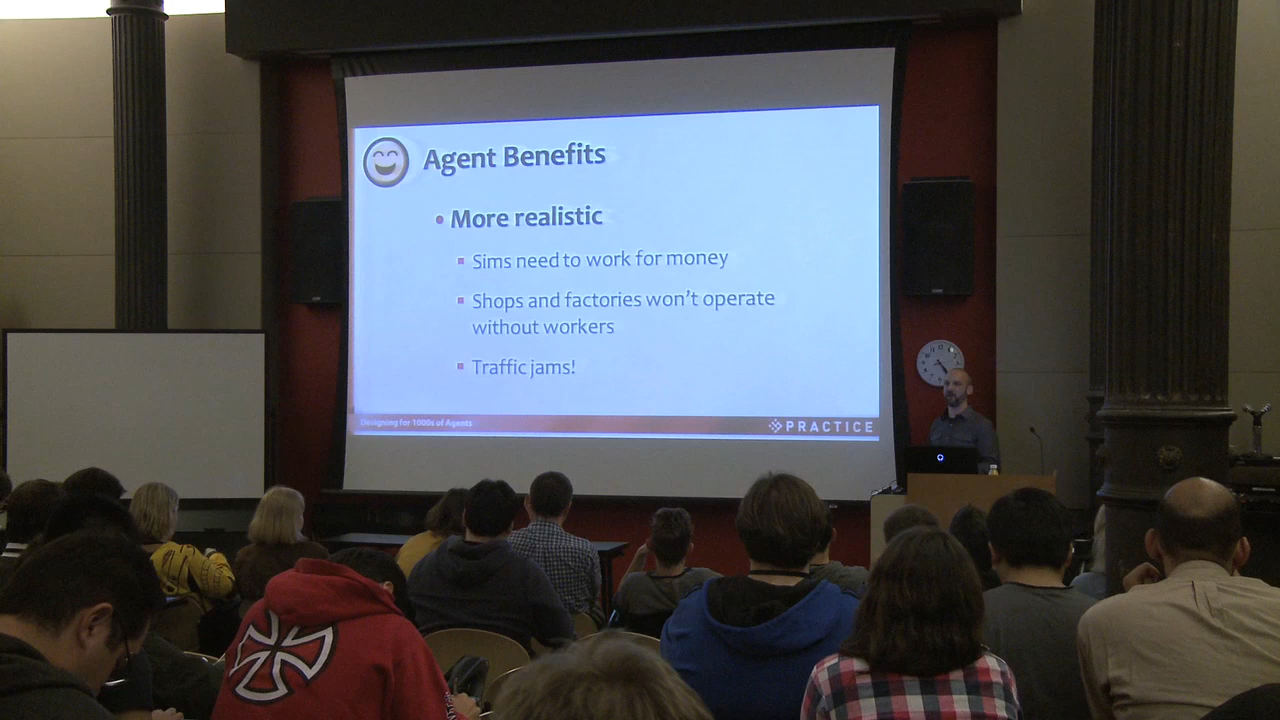 Agent Benefits
• More realistic
▪ Sims need to work for money
▪ Shops and factories won't operate
without workers
▪ Traffic jams!
Designing for 1000s of Agents
PRACTICE